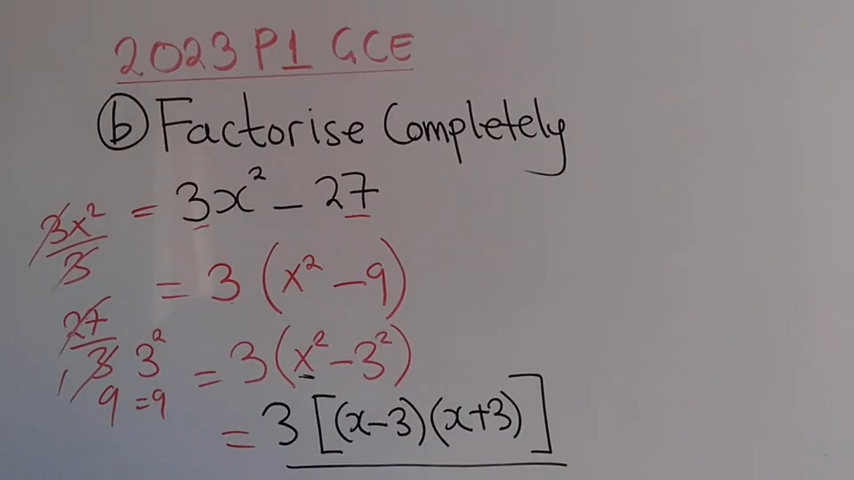 2023 P1 GCE
(b) Factorise Completely
= 3x² - 27
3x²/3
= 3 (x² - 9)
27/3
1 9
3²
=9
= 3 (x² - 3²)
= 3 [(x-3)(x+3)]